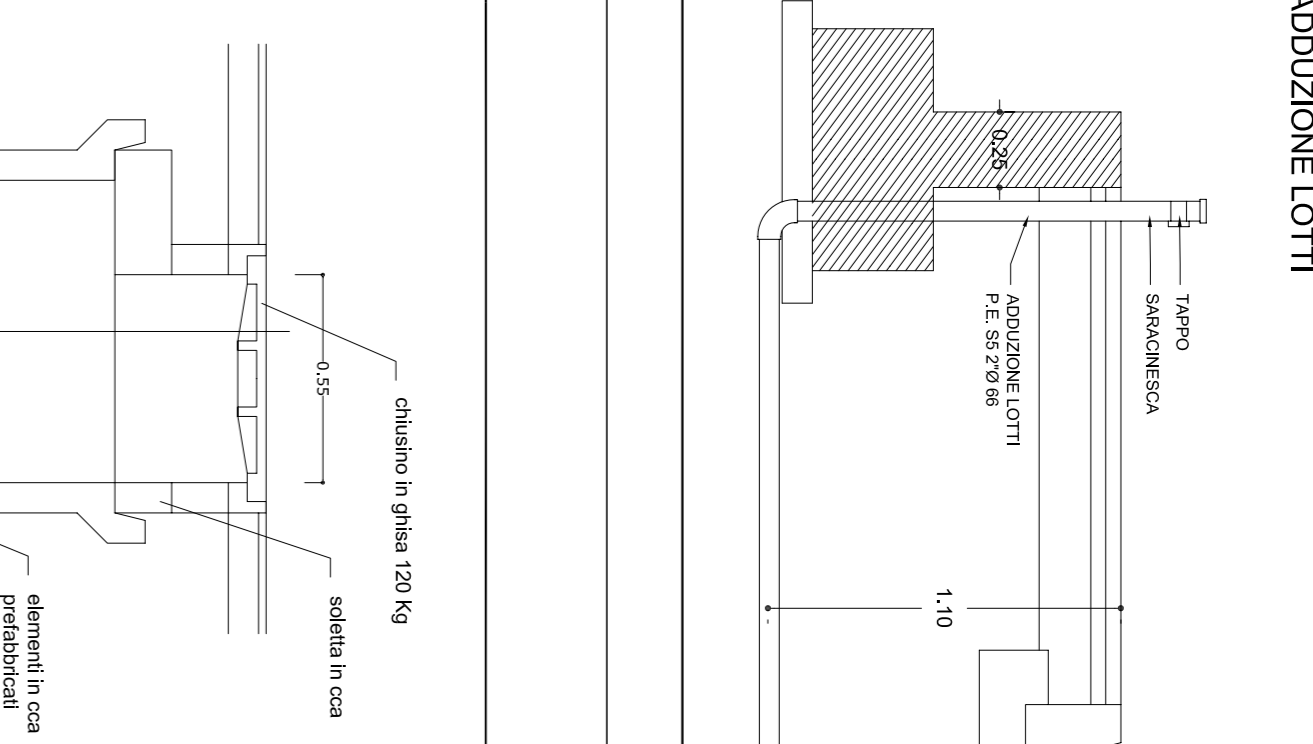 ADDUZIONE LOTTI
TAPPO
SARACINESCA
ADDUZIONE LOTTI
P.E. S5 2"Ø 66
0.25
1.10
chiusino in ghisa 120 Kg
0.55
soletta in cca
elementi in cca
prefabbricati